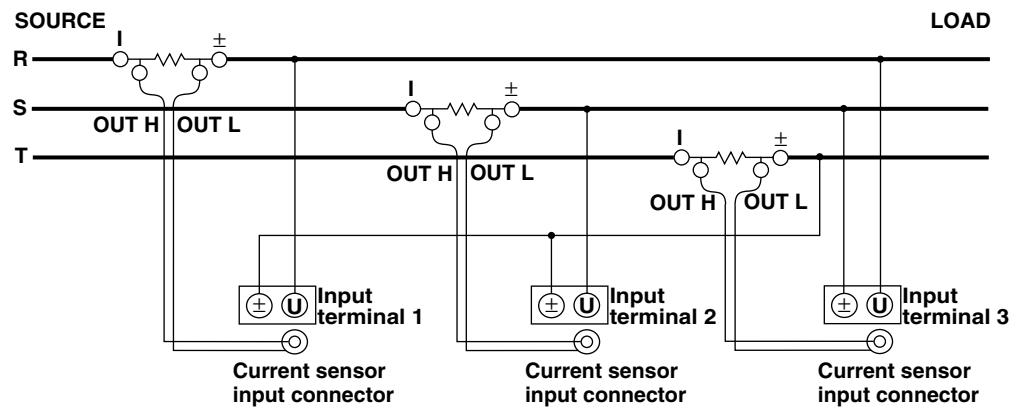 SOURCE
LOAD
I ±
R
I ±
S
OUT H OUT L
I ±
T
OUT H OUT L
OUT H OUT L
± U Input
terminal 1
± U Input
terminal 2
± U Input
terminal 3
Current sensor
input connector
Current sensor
input connector
Current sensor
input connector